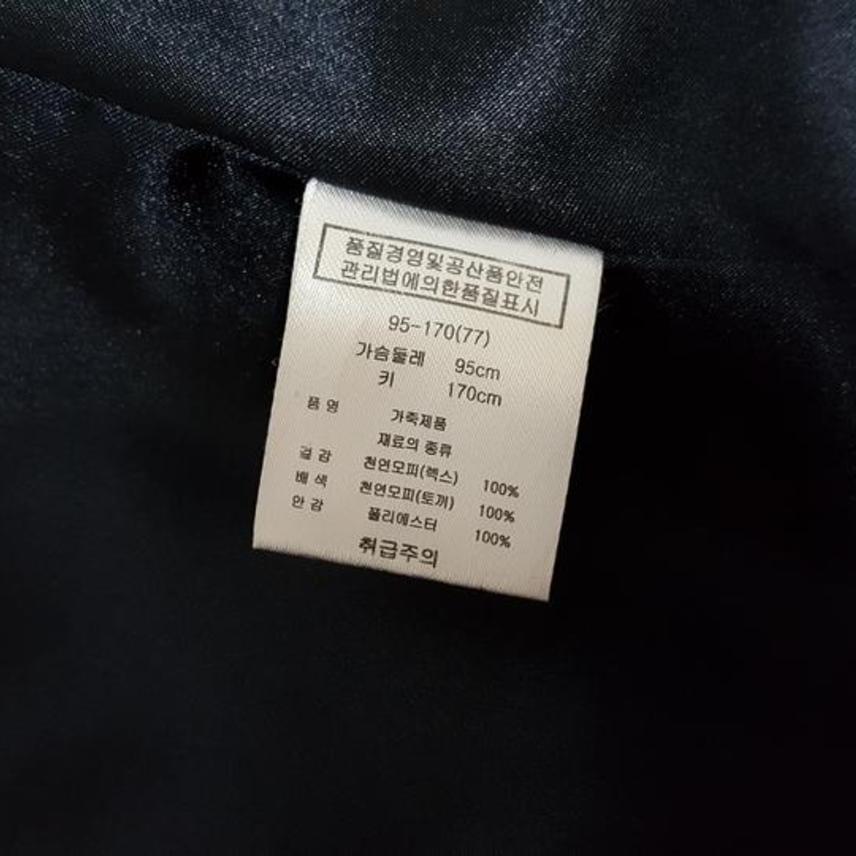 품질경영및공산품안전
관리법에의한품질표시
95-170(77)
가슴둘레 95cm
키 170cm
품 명 가죽제품
재료의 종류
겉 감 천연모피(렉스) 100%
배 색 천연모피(토끼) 100%
안 감 폴리에스터 100%
취급주의